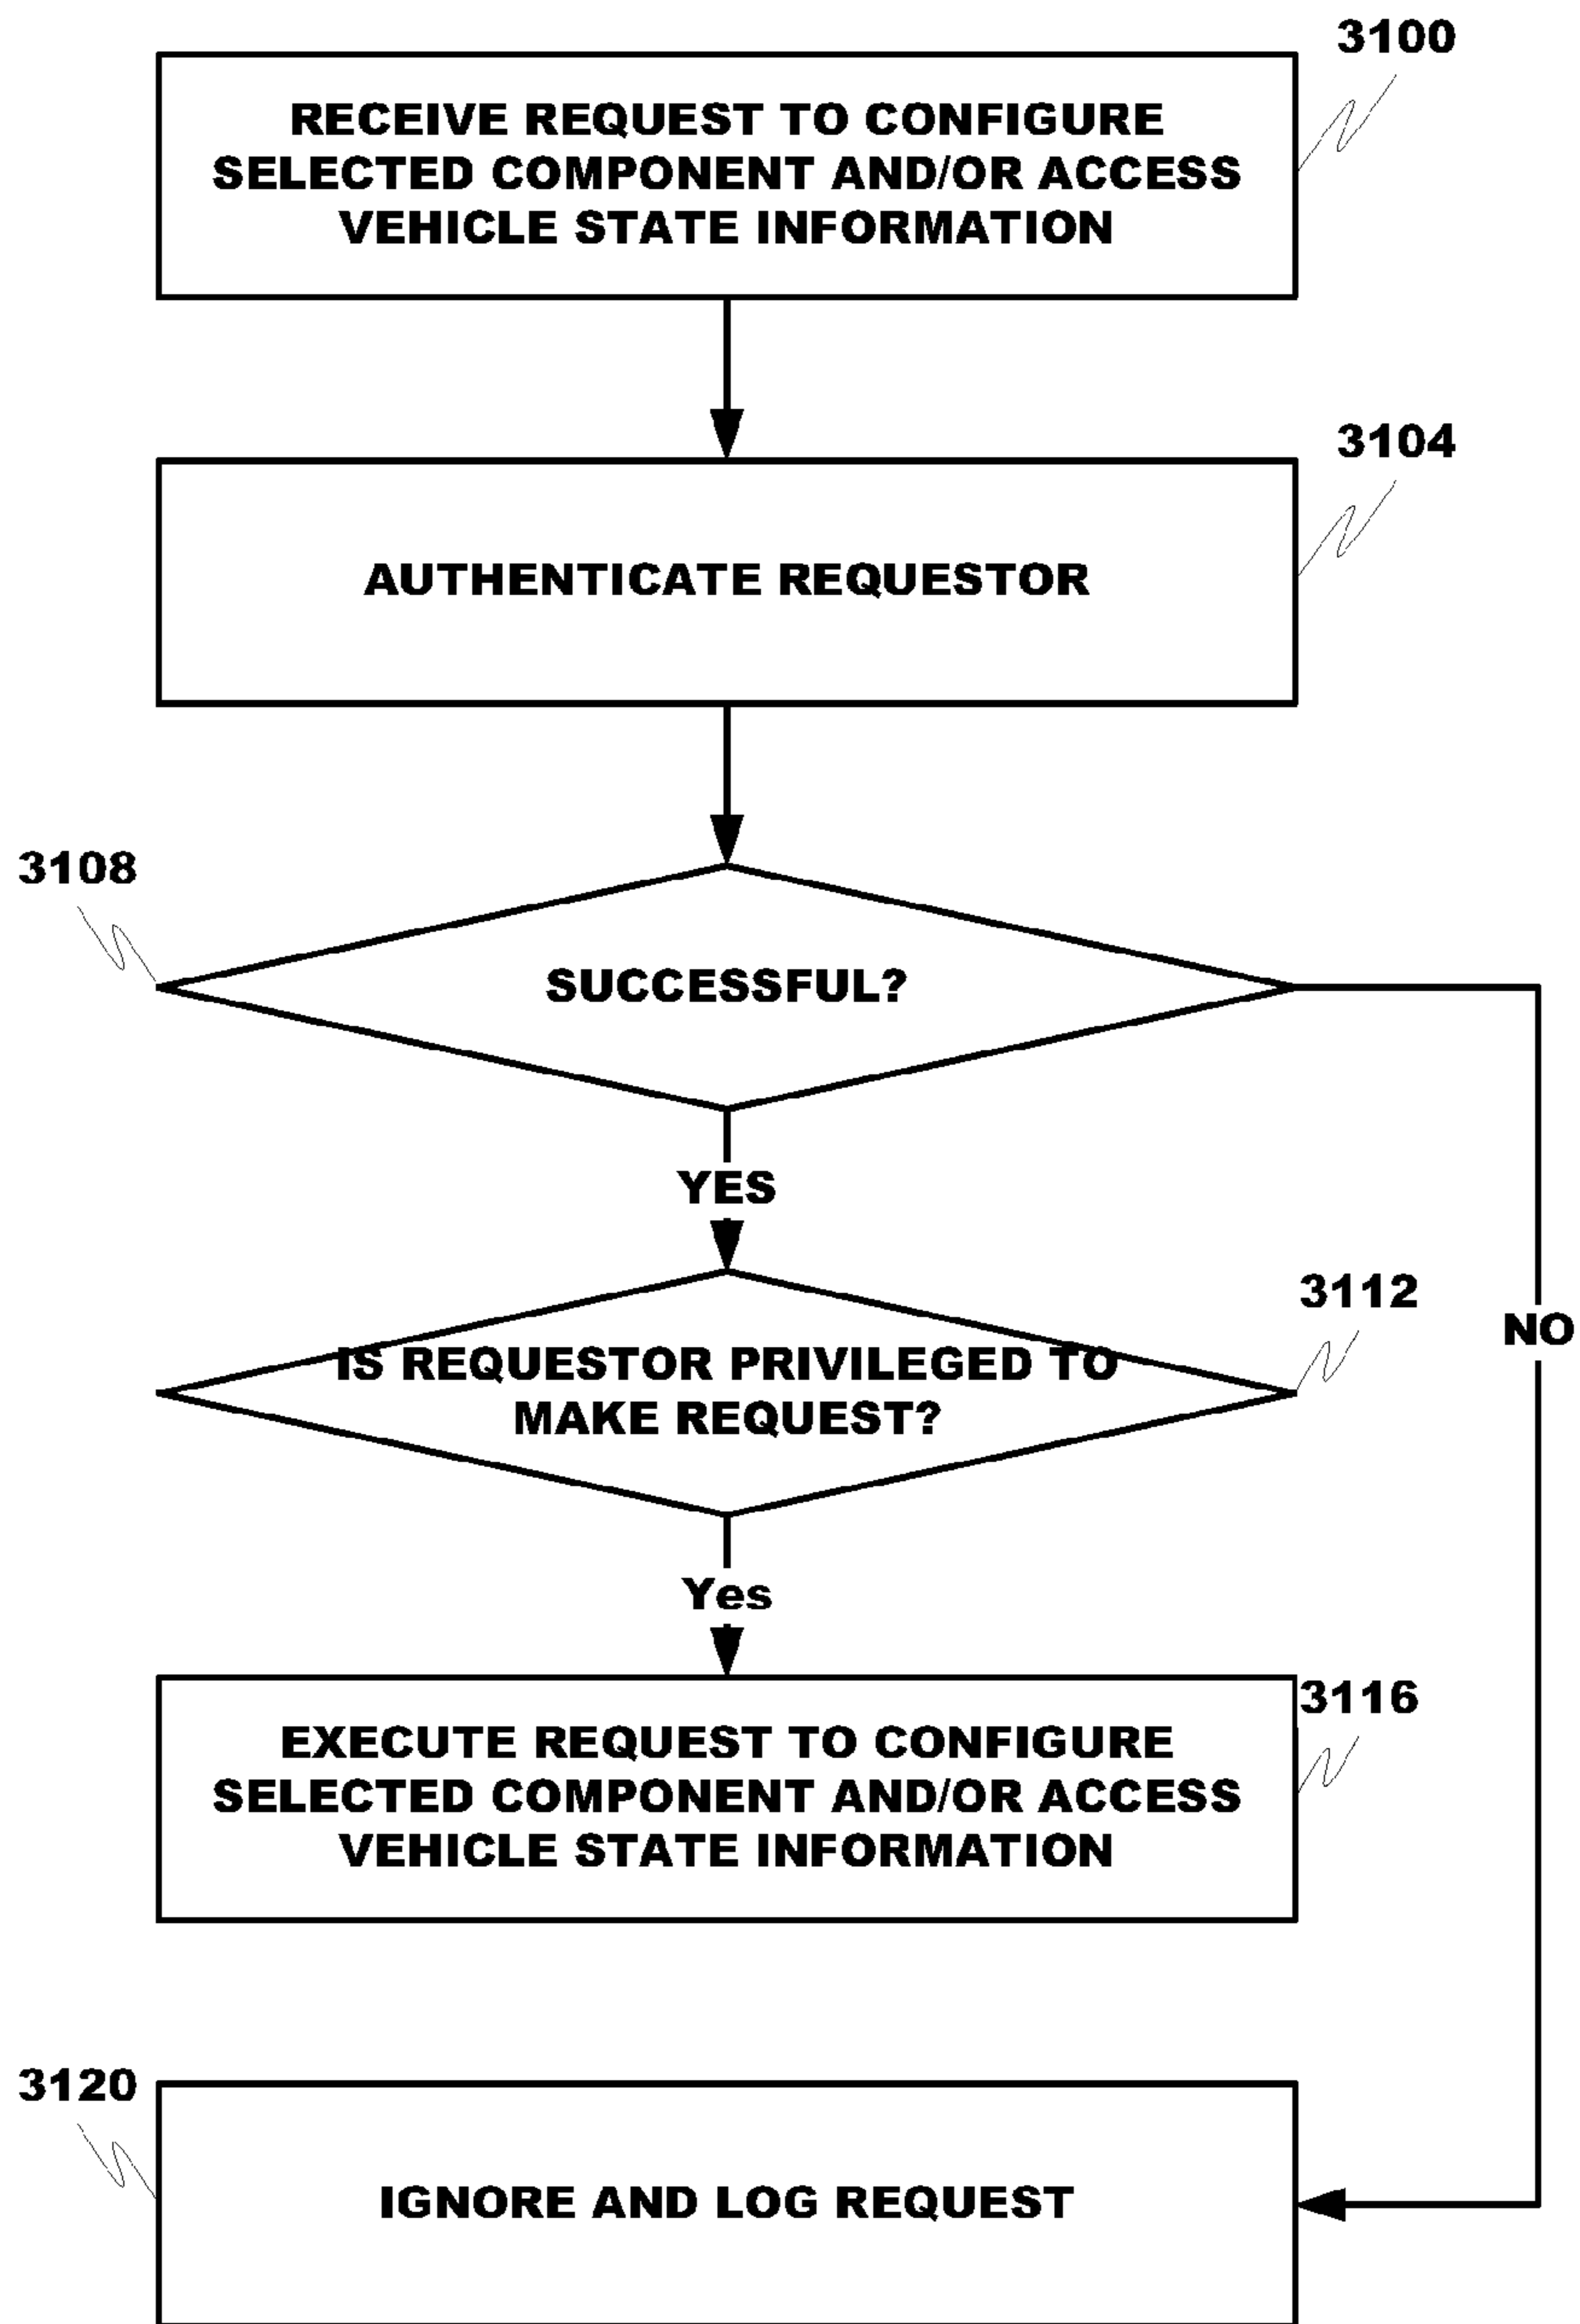 3100
RECEIVE REQUEST TO CONFIGURE
SELECTED COMPONENT AND/OR ACCESS
VEHICLE STATE INFORMATION
3104
AUTHENTICATE REQUESTOR
3108
SUCCESSFUL?
YES
3112
NO
IS REQUESTOR PRIVILEGED TO
MAKE REQUEST?
Yes
3116
EXECUTE REQUEST TO CONFIGURE
SELECTED COMPONENT AND/OR ACCESS
VEHICLE STATE INFORMATION
3120
IGNORE AND LOG REQUEST